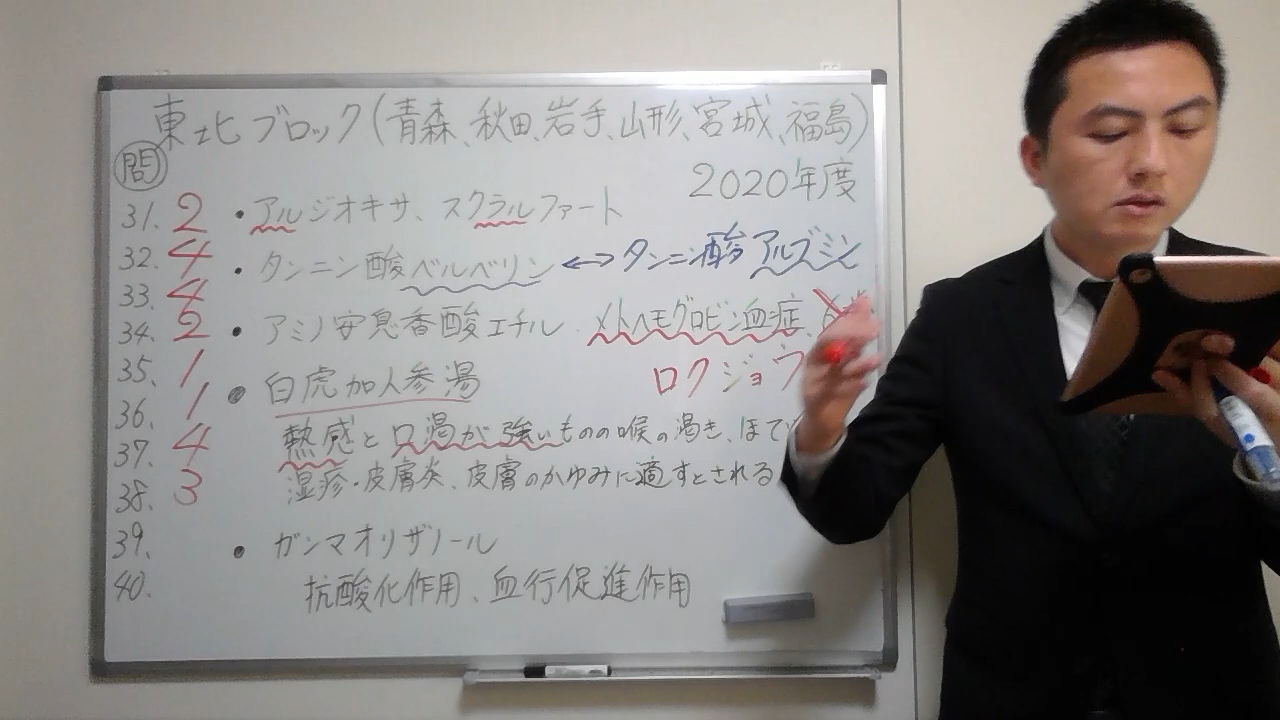 東北ブロック(青森、秋田、岩手、山形、宮城、福島)
問
2020年度
31. 2 ・アルジオキサ、スクラルファート
32. 4 ・タンニン酸ベルベリン ↔ タンニン酸アルブミン
33. 4
34. 2 ・アミノ安息香酸エチル メトヘモグロビン血症、
35. 1 ロクジョウ
・白虎加人参湯
36. 1
熱感と口渇が強いものの喉の渇き、ほて
37. 4
湿疹・皮膚炎、皮膚のかゆみに適すとされる
38. 3
39. ・ガンマオリザノール
40. 抗酸化作用、血行促進作用